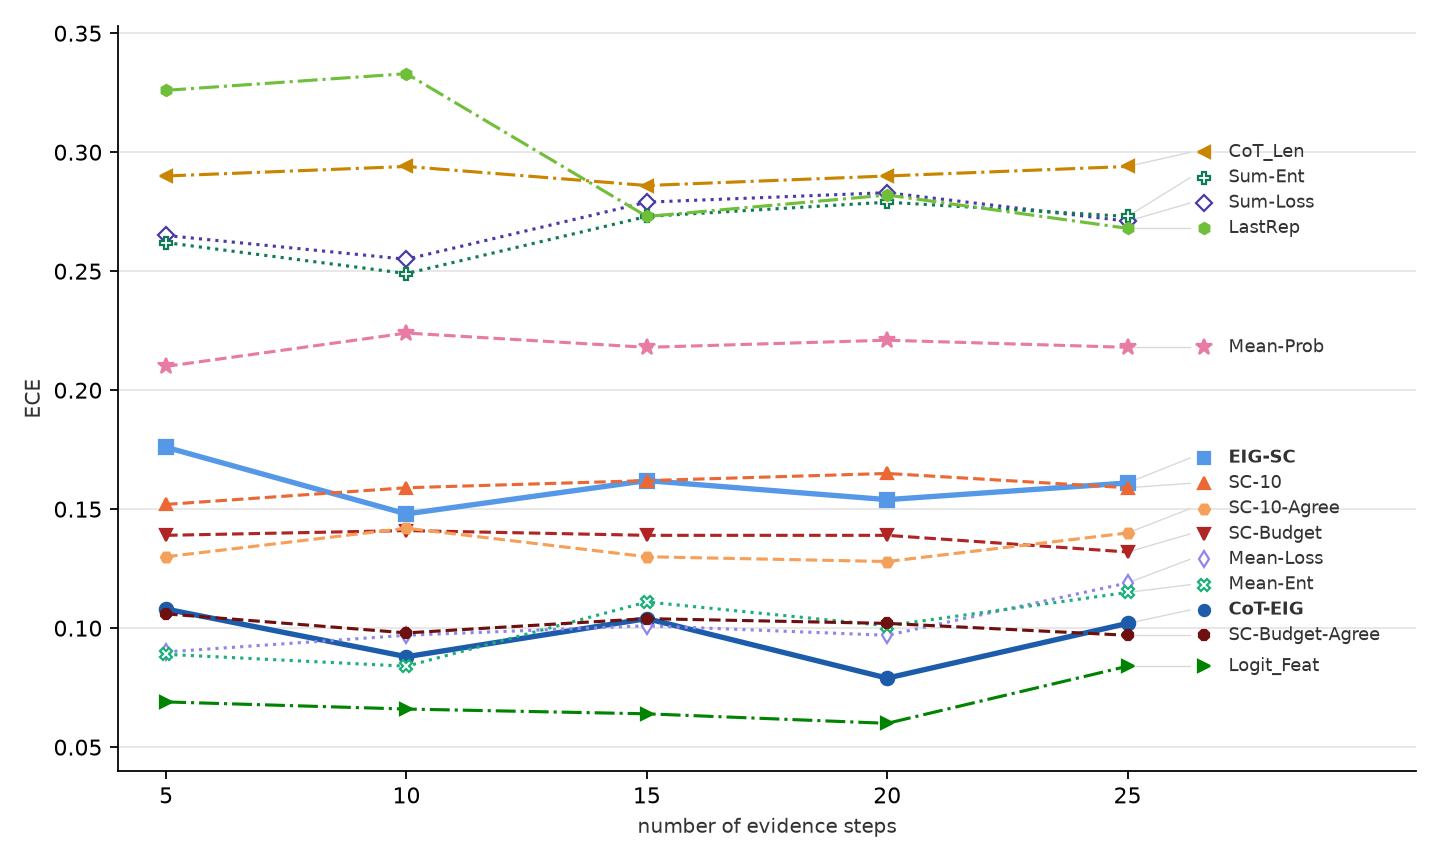 0.35
0.30
0.25
0.20
0.15
0.10
0.05
ECE
5
10
15
20
25
number of evidence steps
CoT_Len
Sum-Ent
Sum-Loss
LastRep
Mean-Prob
EIG-SC
SC-10
SC-10-Agree
SC-Budget
Mean-Loss
Mean-Ent
CoT-EIG
SC-Budget-Agree
Logit_Feat